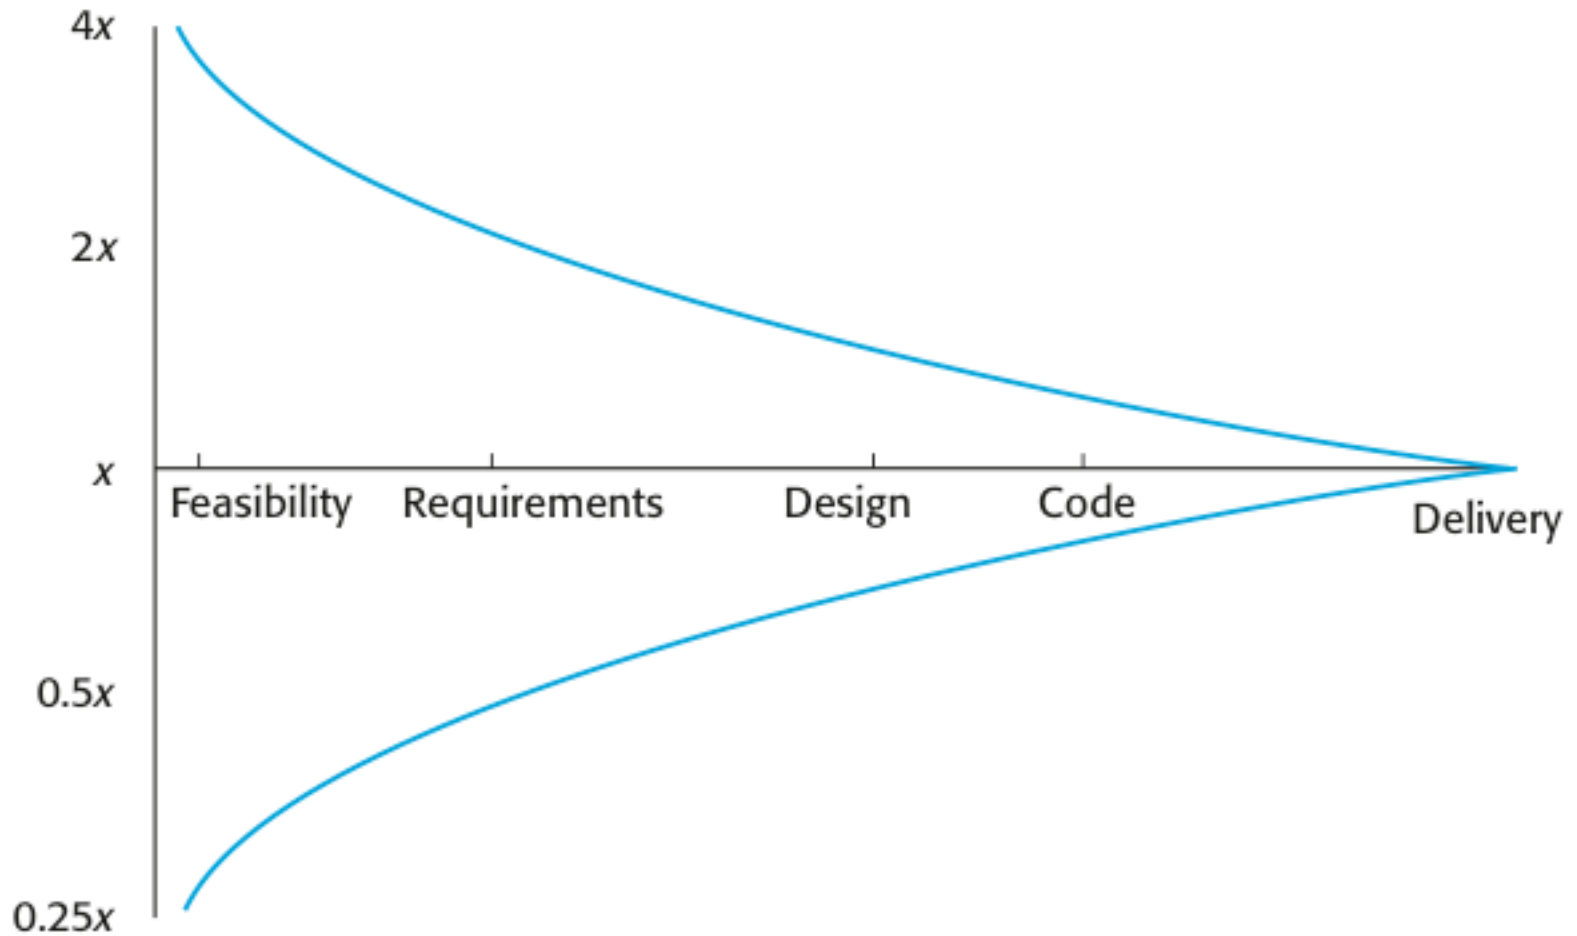 4x
2x
x
Feasibility Requirements Design Code Delivery
0.5x
0.25x